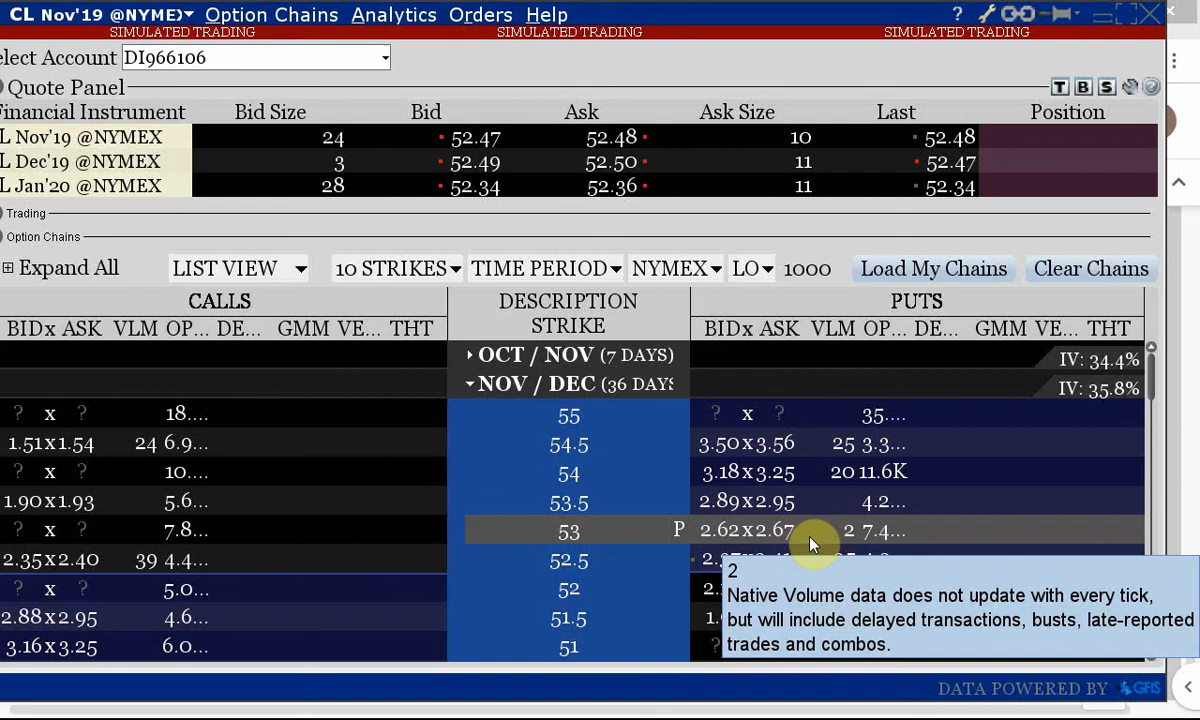 CL Nov'19 @NYMEX Option Chains Analytics Orders Help ?
SIMULATED TRADING SIMULATED TRADING SIMULATED TRADING
elect Account DI966106
Quote Panel T B S
Financial Instrument Bid Size Bid Ask Ask Size Last Position
L Nov'19 @NYMEX 24 52.47 52.48 10 52.48
L Dec'19 @NYMEX 3 52.49 52.50 11 52.47
L Jan'20 @NYMEX 28 52.34 52.36 11 52.34
Trading
Option Chains
Expand All LIST VIEW 10 STRIKES TIME PERIOD NYMEX LO 1000 Load My Chains Clear Chains
CALLS DESCRIPTION PUTS
BIDx ASK VLM OP... DE... GMM VE... THT STRIKE BIDx ASK VLM OP... DE... GMM VE... THT
OCT / NOV (7 DAYS) IV: 34.4%
NOV / DEC (36 DAYS IV: 35.8%
? x ? 18.... 55 ? x ? 35....
1.51x1.54 24 6.9... 54.5 3.50x3.56 25 3.3...
? x ? 10.... 54 3.18x3.25 20 11.6K
1.90x1.93 5.6... 53.5 2.89x2.95 4.2...
? x ? 7.8... 53 P 2.62x2.67 2 7.4...
2.35x2.40 39 4.4... 52.5
? x ? 5.0... 52
2.88x2.95 4.6... 51.5
3.16x3.25 6.0... 51
2
Native Volume data does not update with every tick,
but will include delayed transactions, busts, late-reported
trades and combos.
DATA POWERED BY GFIS